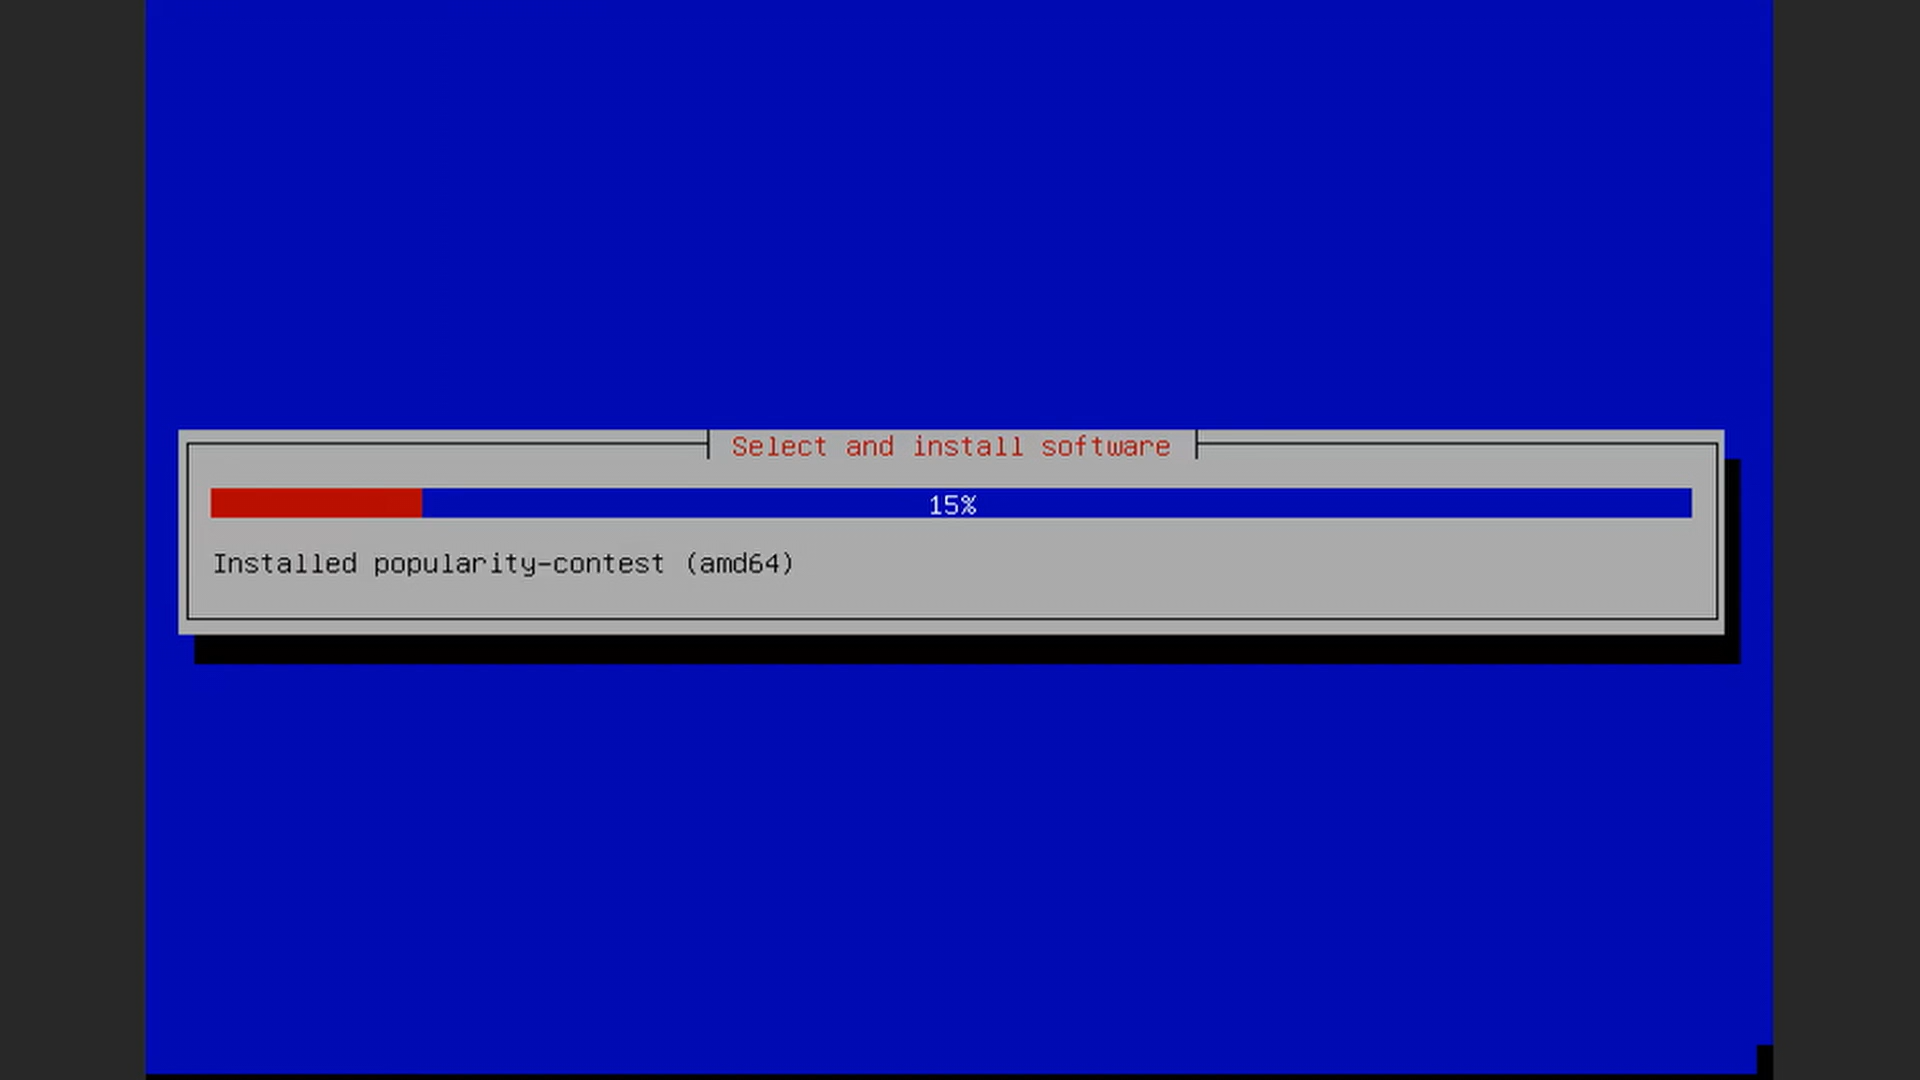 Select and install software
15%
Installed popularity-contest (amd64)